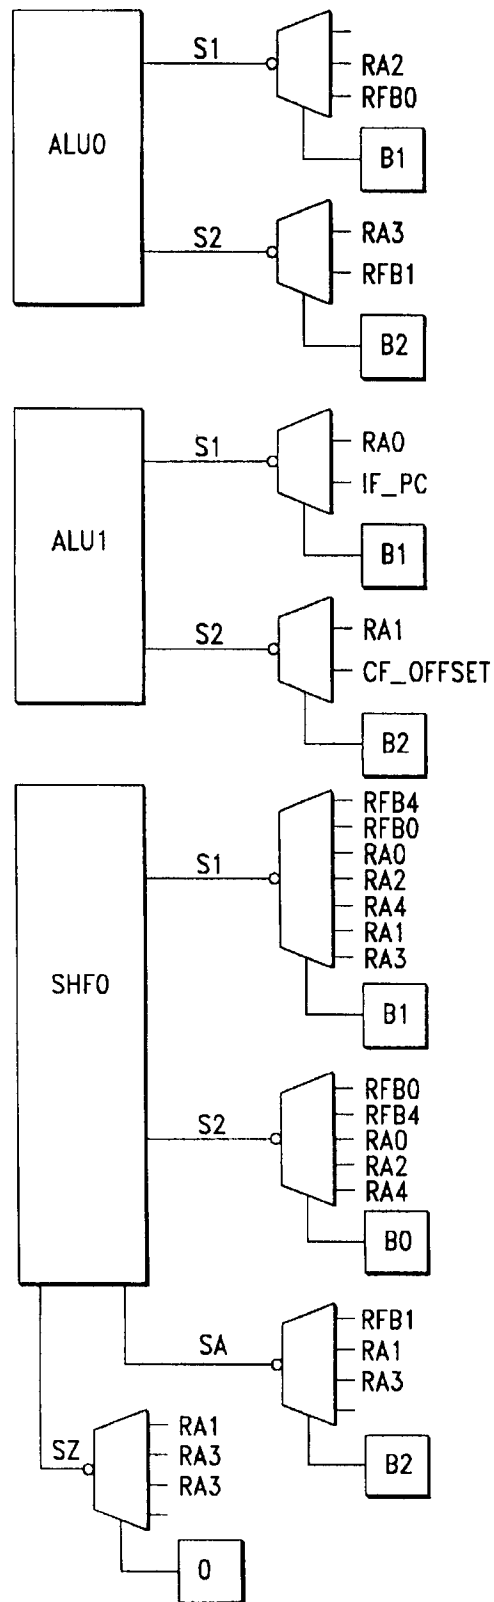 S1
RA2
RFB0
ALU0
B1
S2
RA3
RFB1
B2
S1
RA0
IF_PC
ALU1
B1
S2
RA1
CF_OFFSET
B2
RFB4
RFB0
RA0
S1
RA2
RA4
RA1
RA3
SHF0
B1
RFB0
RFB4
S2
RA0
RA2
RA4
B0
RFB1
SA
RA1
RA3
B2
RA1
SZ
RA3
RA3
0